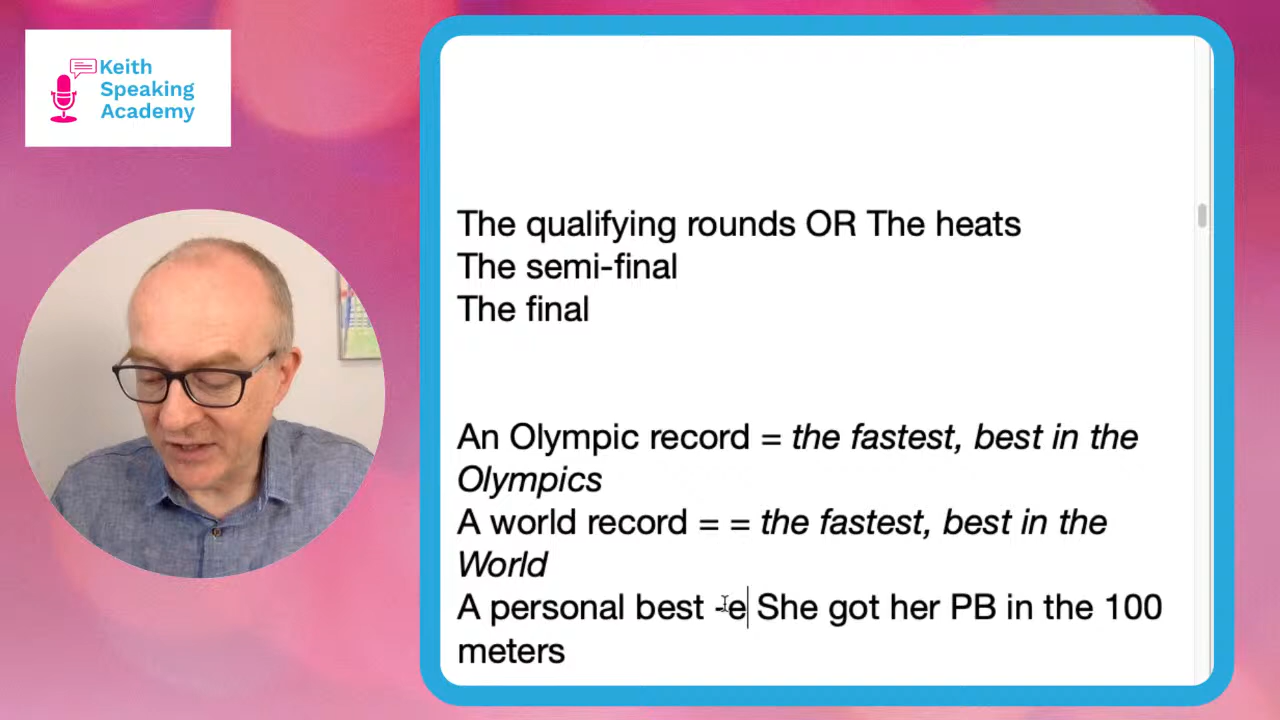 Keith
Speaking
Academy
The qualifying rounds OR The heats
The semi-final
The final
An Olympic record = the fastest, best in the
Olympics
A world record = = the fastest, best in the
World
A personal best -e She got her PB in the 100
meters